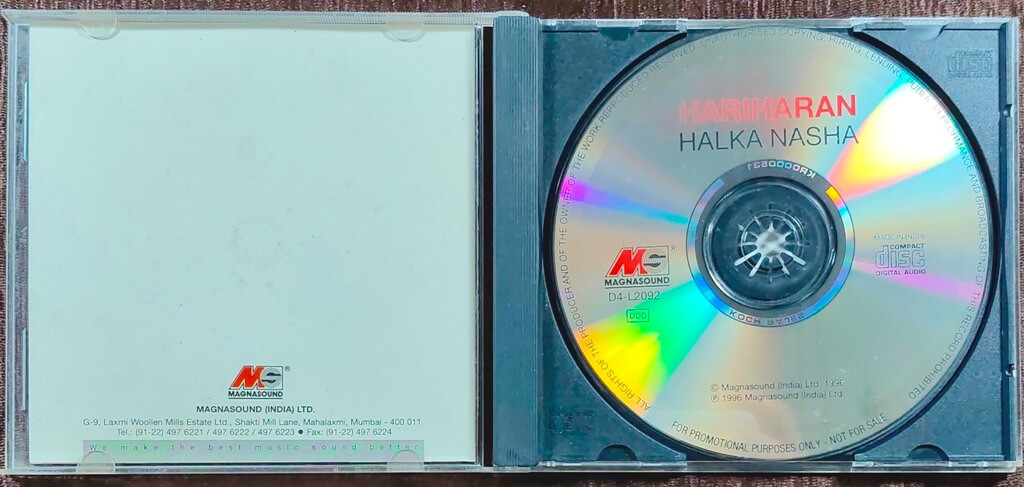 MS®
MAGNASOUND
MAGNASOUND (INDIA) LTD.
G-9, Laxmi Woollen Mills Estate Ltd., Shakti Mill Lane, Mahalaxmi, Mumbai - 400 011.
Tel.: (91-22) 497 6221 / 497 6222 / 497 6223 ● Fax: (91-22) 497 6224
We make the best music sound better
ALL RIGHTS OF THE PRODUCER AND OF THE OWNER OF THE WORK REPRODUCED RESERVED. UNAUTHORISED COPYING, HIRING, LENDING, PUBLIC PERFORMANCE AND BROADCASTING OF THIS RECORD PROHIBITED
HARIHARAN
HALKA NASHA
MS®
MAGNASOUND
D4-L2092
DDD
MADE IN INDIA
COMPACT
disc
DIGITAL AUDIO
© Magnasound (India) Ltd. 1996
℗ 1996 Magnasound (India) Ltd.
FOR PROMOTIONAL PURPOSES ONLY - NOT FOR SALE
disc